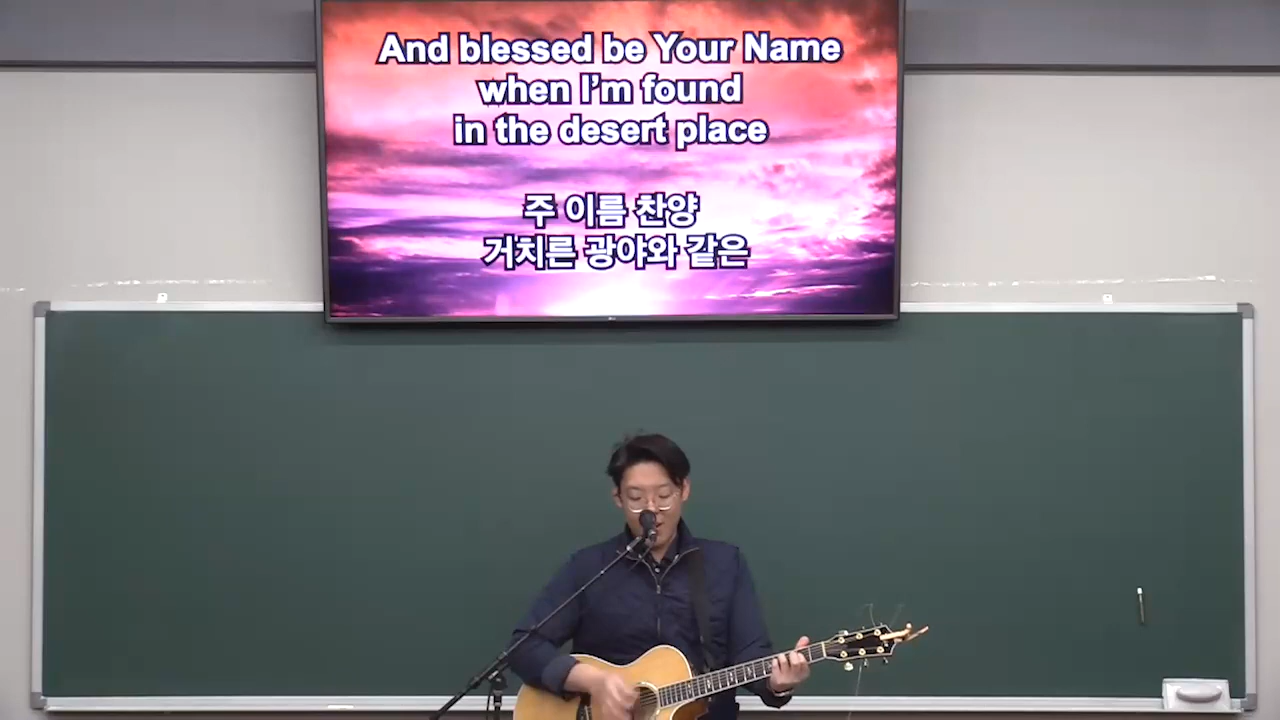 And blessed be Your Name
when I'm found
in the desert place
주 이름 찬양
거치른 광야와 같은